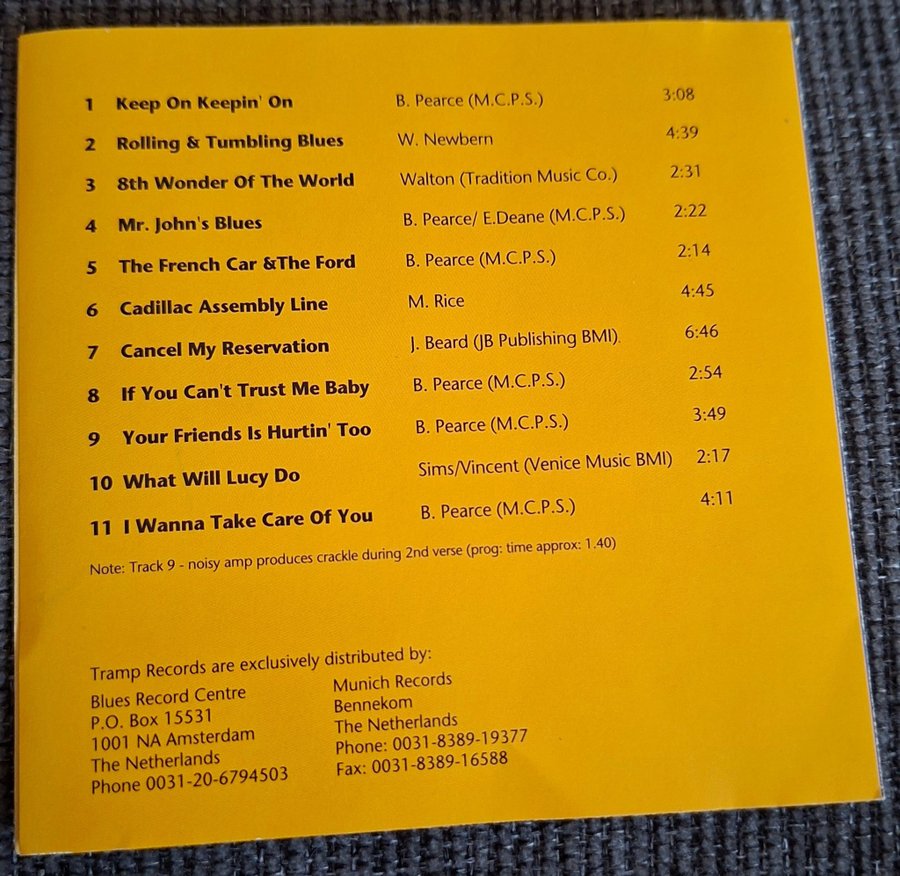 1 Keep On Keepin' On B. Pearce (M.C.P.S.) 3:08
2 Rolling & Tumbling Blues W. Newbern 4:39
3 8th Wonder Of The World Walton (Tradition Music Co.) 2:31
4 Mr. John's Blues B. Pearce/ E.Deane (M.C.P.S.) 2:22
5 The French Car &The Ford B. Pearce (M.C.P.S.) 2:14
6 Cadillac Assembly Line M. Rice 4:45
7 Cancel My Reservation J. Beard (JB Publishing BMI) 6:46
8 If You Can't Trust Me Baby B. Pearce (M.C.P.S.) 2:54
9 Your Friends Is Hurtin' Too B. Pearce (M.C.P.S.) 3:49
10 What Will Lucy Do Sims/Vincent (Venice Music BMI) 2:17
11 I Wanna Take Care Of You B. Pearce (M.C.P.S.) 4:11
Note: Track 9 - noisy amp produces crackle during 2nd verse (prog: time approx: 1.40)
Tramp Records are exclusively distributed by:
Blues Record Centre
P.O. Box 15531
1001 NA Amsterdam
The Netherlands
Phone 0031-20-6794503
Munich Records
Bennekom
The Netherlands
Phone: 0031-8389-19377
Fax: 0031-8389-16588